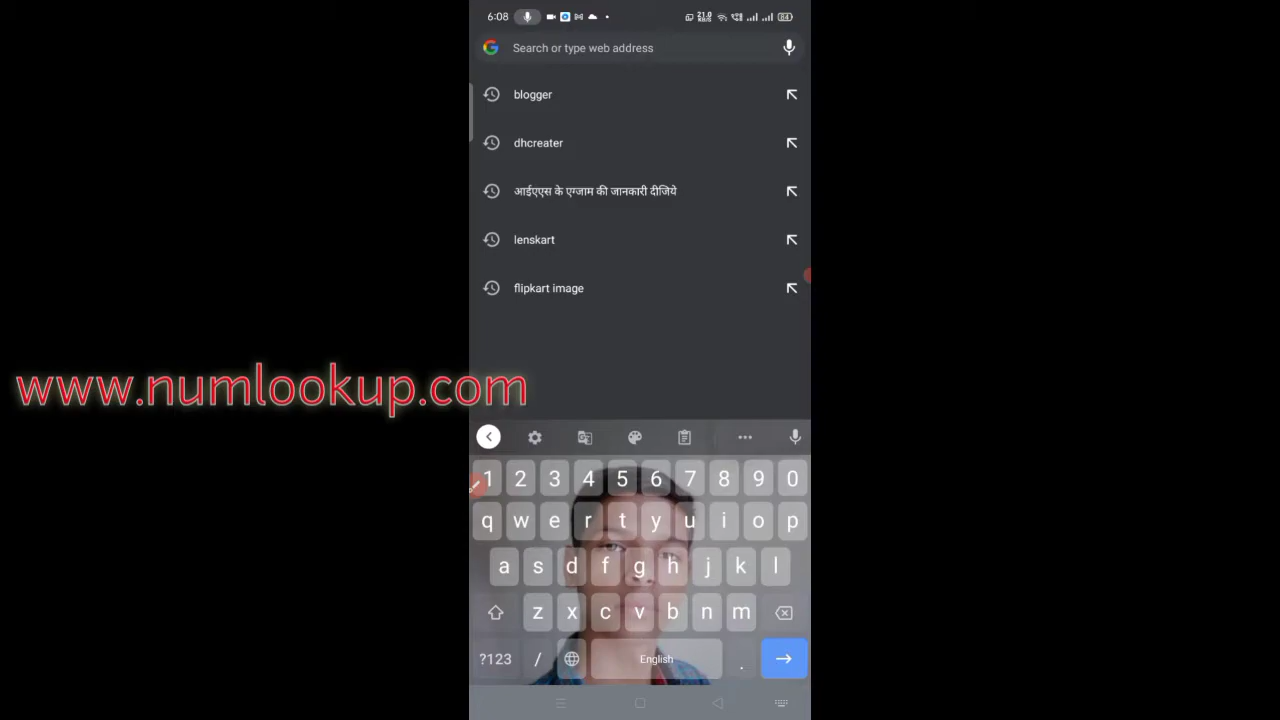 6:08
84
Search or type web address
blogger
dhcreater
आईएएस के एग्जाम की जानकारी दीजिये
lenskart
flipkart image
www.numlookup.com
1 2 3 4 5 6 7 8 9 0
q w e r t y u i o p
a s d f g h j k l
z x c v b n m
?123 / English .